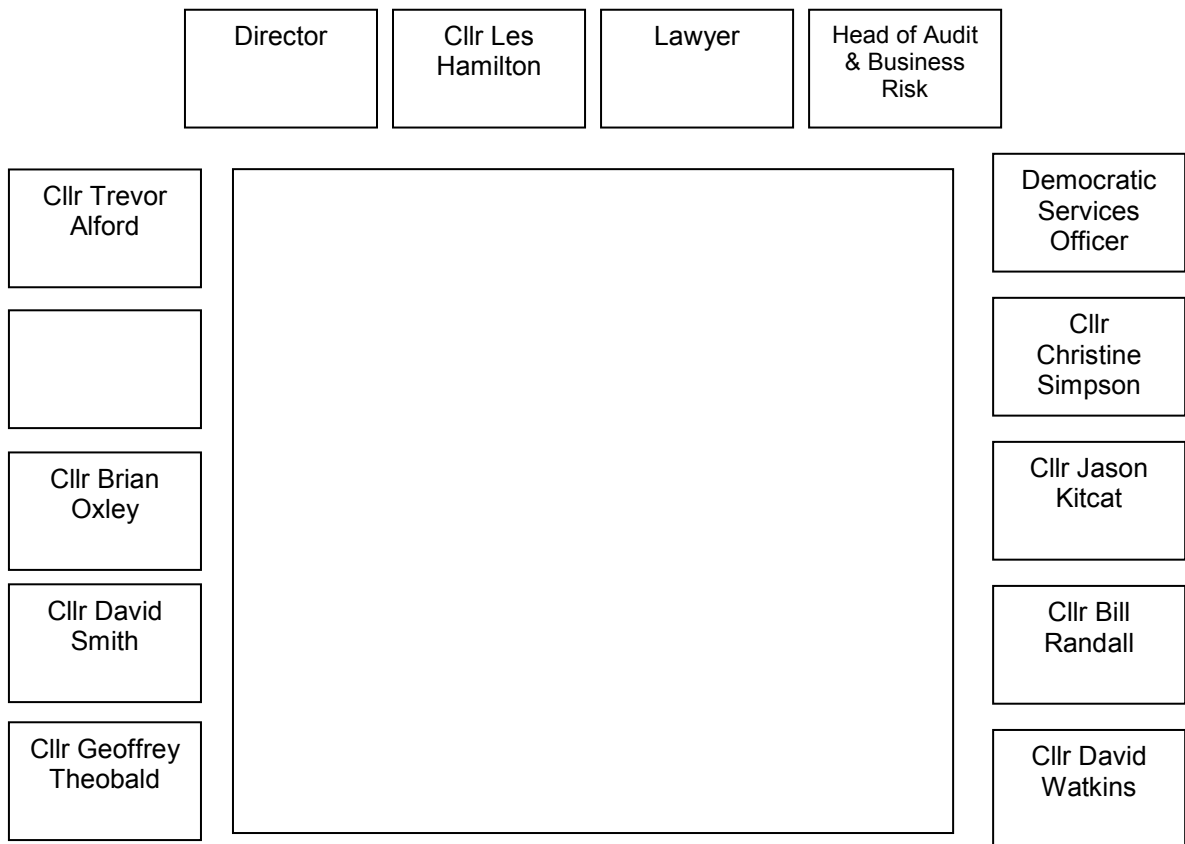 Director
Cllr Les
Hamilton
Lawyer
Head of Audit
& Business
Risk
Cllr Trevor
Alford
Cllr Brian
Oxley
Cllr David
Smith
Cllr Geoffrey
Theobald
Democratic
Services
Officer
Cllr
Christine
Simpson
Cllr Jason
Kitcat
Cllr Bill
Randall
Cllr David
Watkins